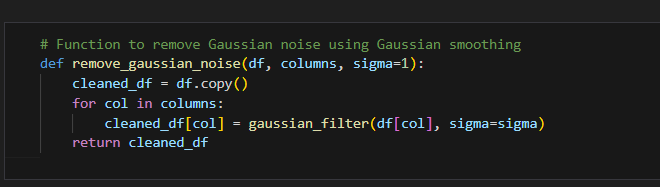 # Function to remove Gaussian noise using Gaussian smoothing
def remove_gaussian_noise(df, columns, sigma=1):
    cleaned_df = df.copy()
    for col in columns:
        cleaned_df[col] = gaussian_filter(df[col], sigma=sigma)
    return cleaned_df